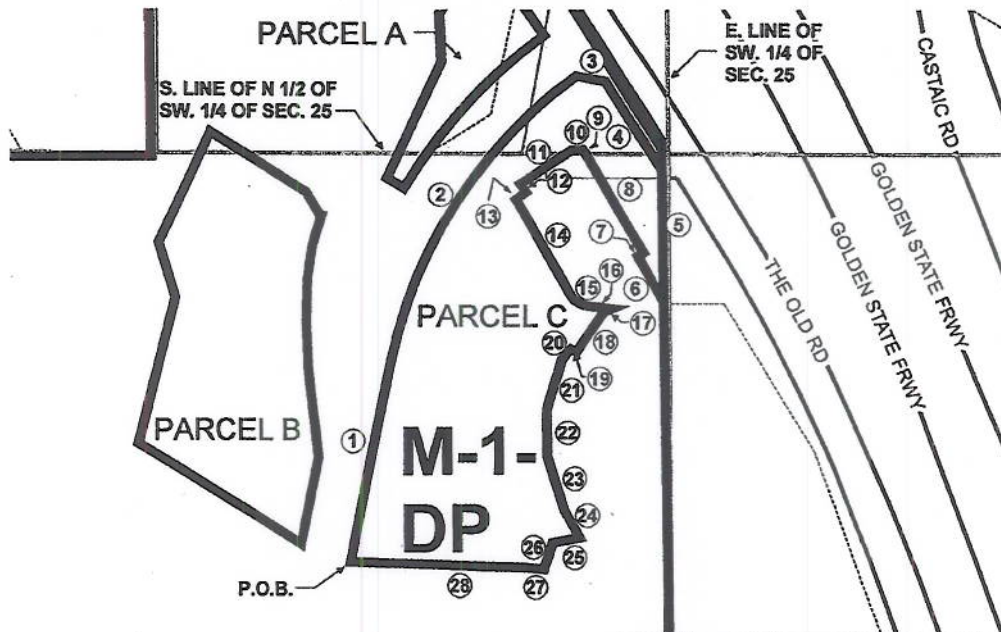 PARCEL A
E. LINE OF
SW. 1/4 OF
SEC. 25
CASTAIC RD
S. LINE OF N 1/2 OF
SW. 1/4 OF SEC. 25
3
9
10
4
11
12
2
13
8
GOLDEN STATE FRWY
7
5
14
GOLDEN STATE FRWY
THE OLD RD
16
15
6
PARCEL C
17
18
20
19
21
PARCEL B
1
22
M-1-
DP
23
24
26
25
P.O.B.
28
27